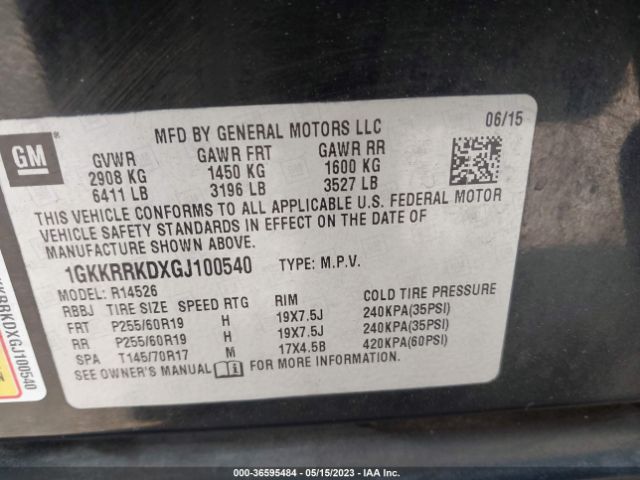 06/15
MFD BY GENERAL MOTORS LLC
GM
GVWR GAWR FRT GAWR RR
2908 KG 1450 KG 1600 KG
6411 LB 3196 LB 3527 LB
THIS VEHICLE CONFORMS TO ALL APPLICABLE U.S. FEDERAL MOTOR
VEHICLE SAFETY STANDARDS IN EFFECT ON THE DATE OF
MANUFACTURE SHOWN ABOVE.
1GKKRRKDXGJ100540 TYPE: M.P.V.
MODEL: R14526
RBBJ TIRE SIZE SPEED RTG RIM COLD TIRE PRESSURE
FRT P255/60R19 H 19X7.5J 240KPA(35PSI)
RR P255/60R19 H 19X7.5J 240KPA(35PSI)
SPA T145/70R17 M 17X4.5B 420KPA(60PSI)
SEE OWNER'S MANUAL FOR MORE INFORMATION.
KRRKDXGJ100540
000-36595484 - 05/15/2023 - IAA Inc.